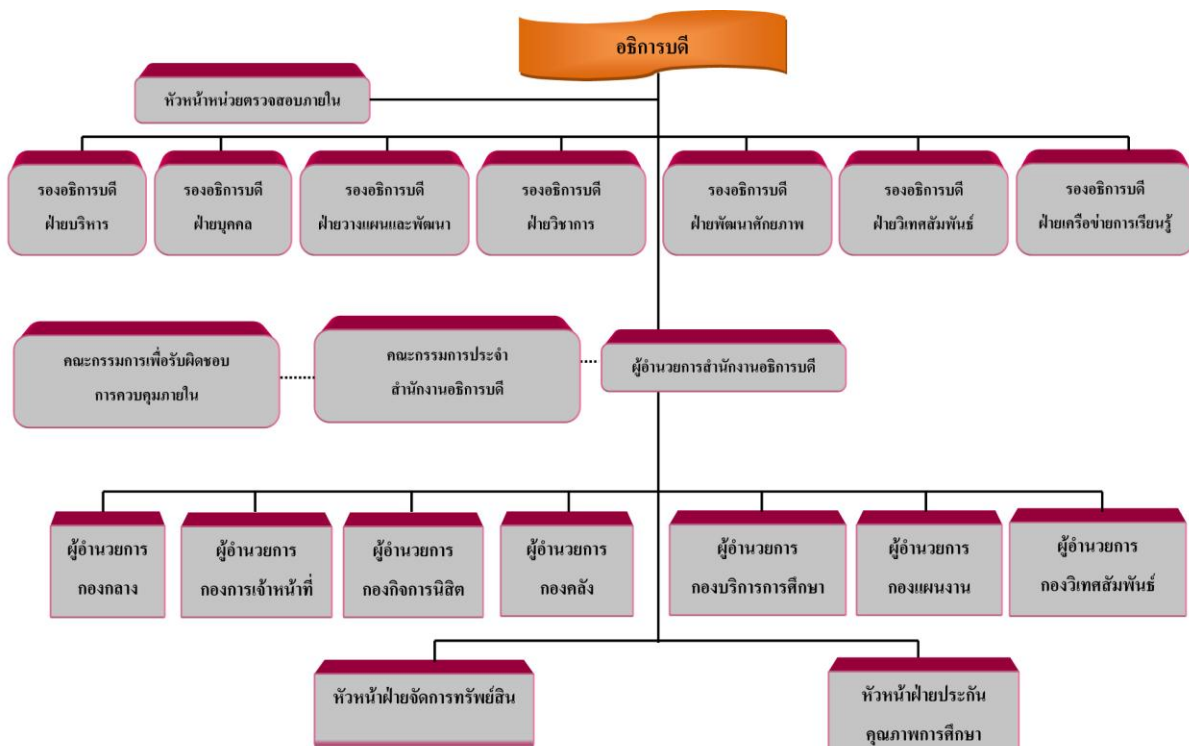 อธิการบดี
หัวหน้าหน่วยตรวจสอบภายใน
รองอธิการบดี
ฝ่ายบริหาร
รองอธิการบดี
ฝ่ายบุคคล
รองอธิการบดี
ฝ่ายวางแผนและพัฒนา
รองอธิการบดี
ฝ่ายวิชาการ
รองอธิการบดี
ฝ่ายพัฒนาศักยภาพ
รองอธิการบดี
ฝ่ายวิเทศสัมพันธ์
รองอธิการบดี
ฝ่ายเครือข่ายการเรียนรู้
คณะกรรมการเพื่อรับผิดชอบ
การควบคุมภายใน
คณะกรรมการประจำ
สำนักงานอธิการบดี
ผู้อำนวยการสำนักงานอธิการบดี
ผู้อำนวยการ
กองกลาง
ผู้อำนวยการ
กองการเจ้าหน้าที่
ผู้อำนวยการ
กองกิจการนิสิต
ผู้อำนวยการ
กองคลัง
ผู้อำนวยการ
กองบริการการศึกษา
ผู้อำนวยการ
กองแผนงาน
ผู้อำนวยการ
กองวิเทศสัมพันธ์
หัวหน้าฝ่ายจัดการทรัพย์สิน
หัวหน้าฝ่ายประกัน
คุณภาพการศึกษา